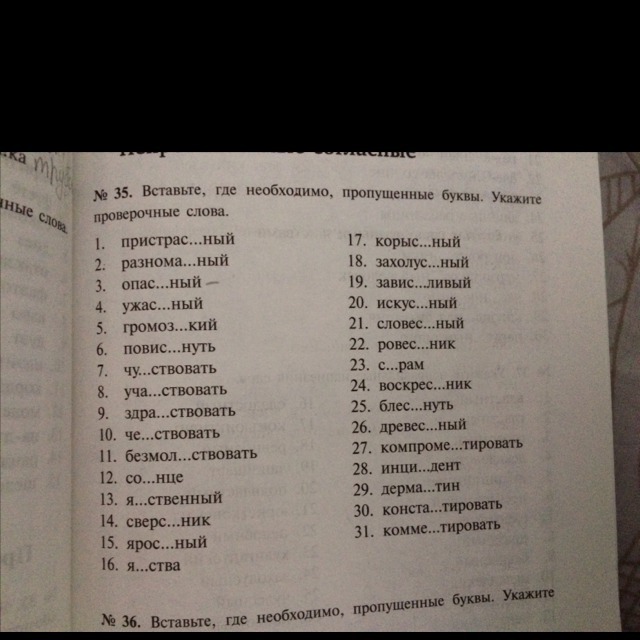 трус
ные слова.
согласные
№ 35. Вставьте, где необходимо, пропущенные буквы. Укажите
проверочные слова.
1. пристрас...ный
2. разнома...ный
3. опас...ный –
4. ужас...ный
5. громоз...кий
6. повис...нуть
7. чу...ствовать
8. уча...ствовать
9. здра...ствовать
10. че...ствовать
11. безмол...ствовать
12. со...нце
13. я...ственный
14. сверс...ник
15. ярос...ный
16. я...ства
17. корыс...ный
18. захолус...ный
19. завис...ливый
20. искус...ный
21. словес...ный
22. ровес...ник
23. с...рам
24. воскрес...ник
25. блес...нуть
26. древес...ный
27. компроме...тировать
28. инци...дент
29. дерма...тин
30. конста...тировать
31. комме...тировать
№ 36. Вставьте, где необходимо, пропущенные буквы. Укажите